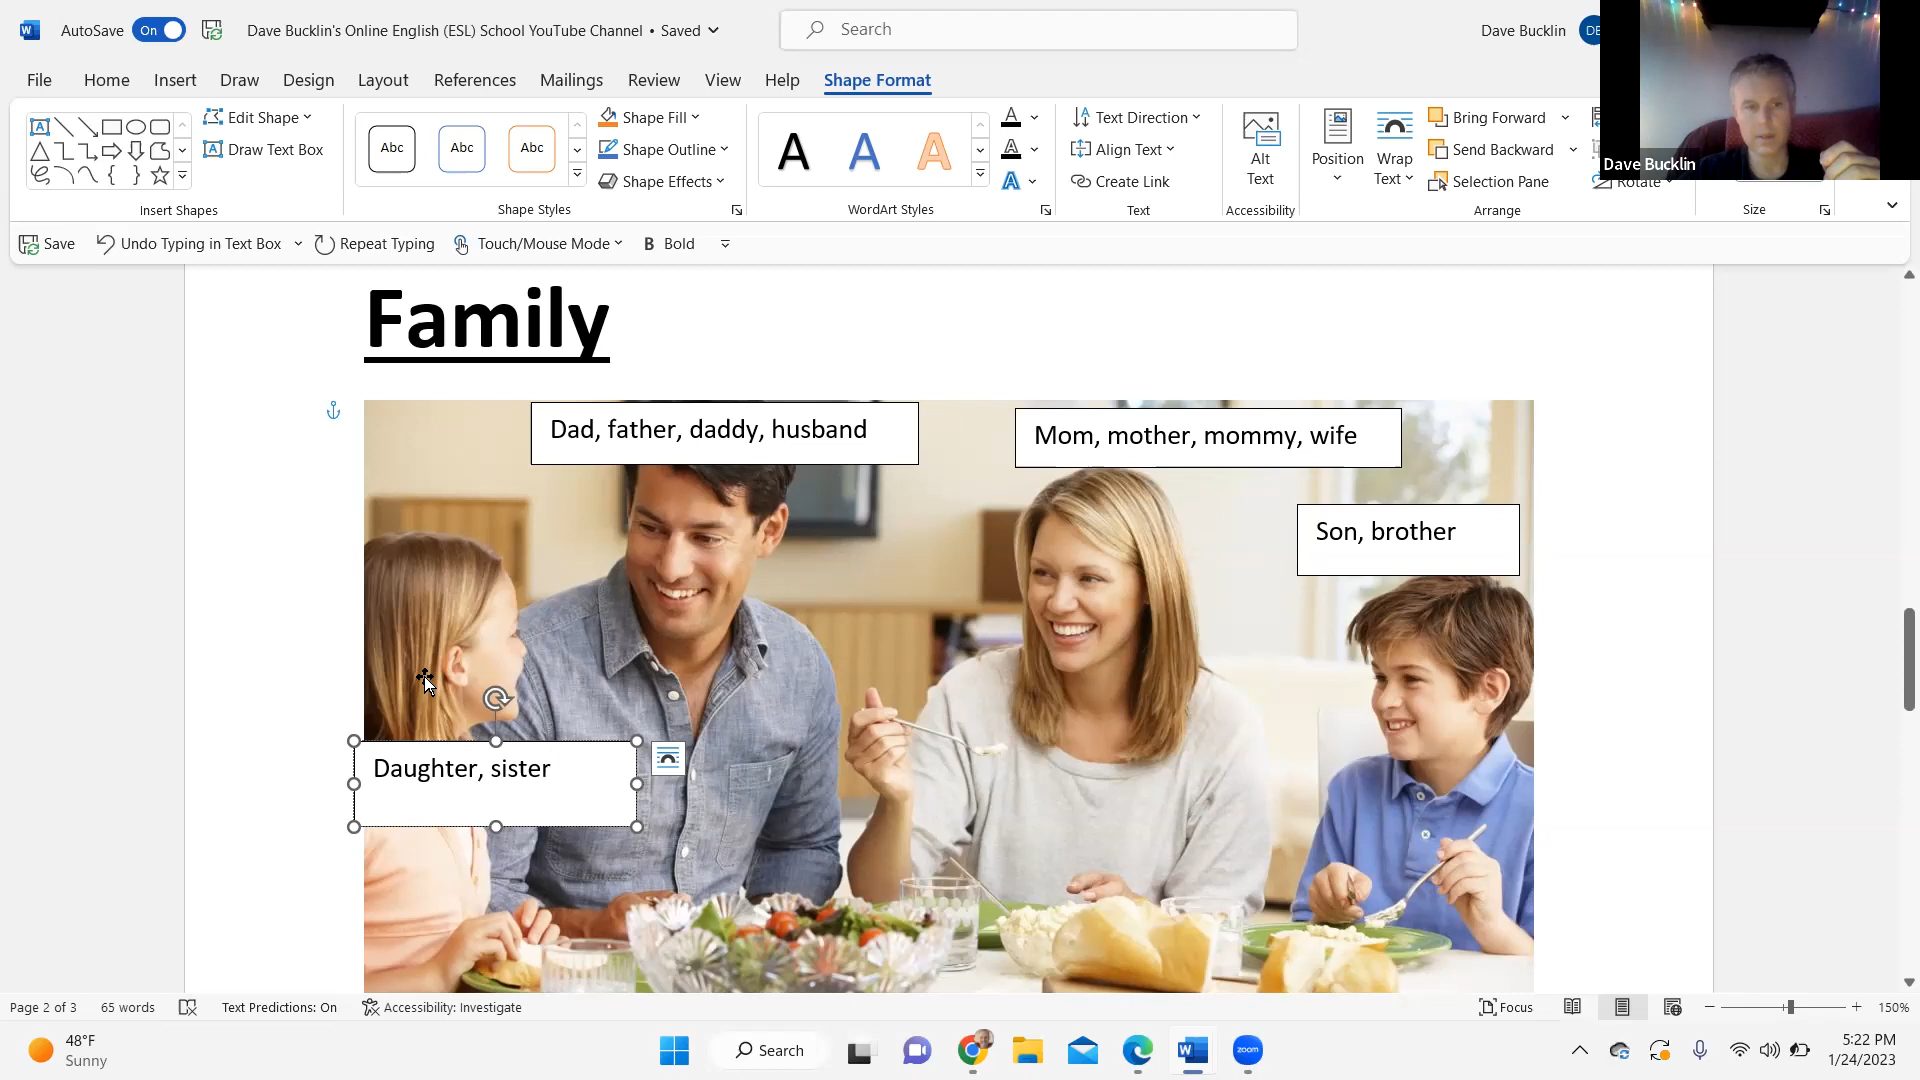 AutoSave On Dave Bucklin's Online English (ESL) School YouTube Channel • Saved Search Dave Bucklin
File Home Insert Draw Design Layout References Mailings Review View Help Shape Format
Edit Shape
Draw Text Box
Insert Shapes
Abc Abc Abc
Shape Fill
Shape Outline
Shape Effects
Shape Styles
A A A
WordArt Styles
Text Direction
Align Text
Create Link
Text
Alt
Text
Accessibility
Position
Wrap
Text
Bring Forward
Send Backward
Selection Pane
Rotate
Arrange
Size
Dave Bucklin
Save Undo Typing in Text Box Repeat Typing Touch/Mouse Mode B Bold
Family
Dad, father, daddy, husband
Mom, mother, mommy, wife
Son, brother
Daughter, sister
Page 2 of 3 65 words Text Predictions: On Accessibility: Investigate Focus 150%
48°F
Sunny
Search
zoom
5:22 PM
1/24/2023